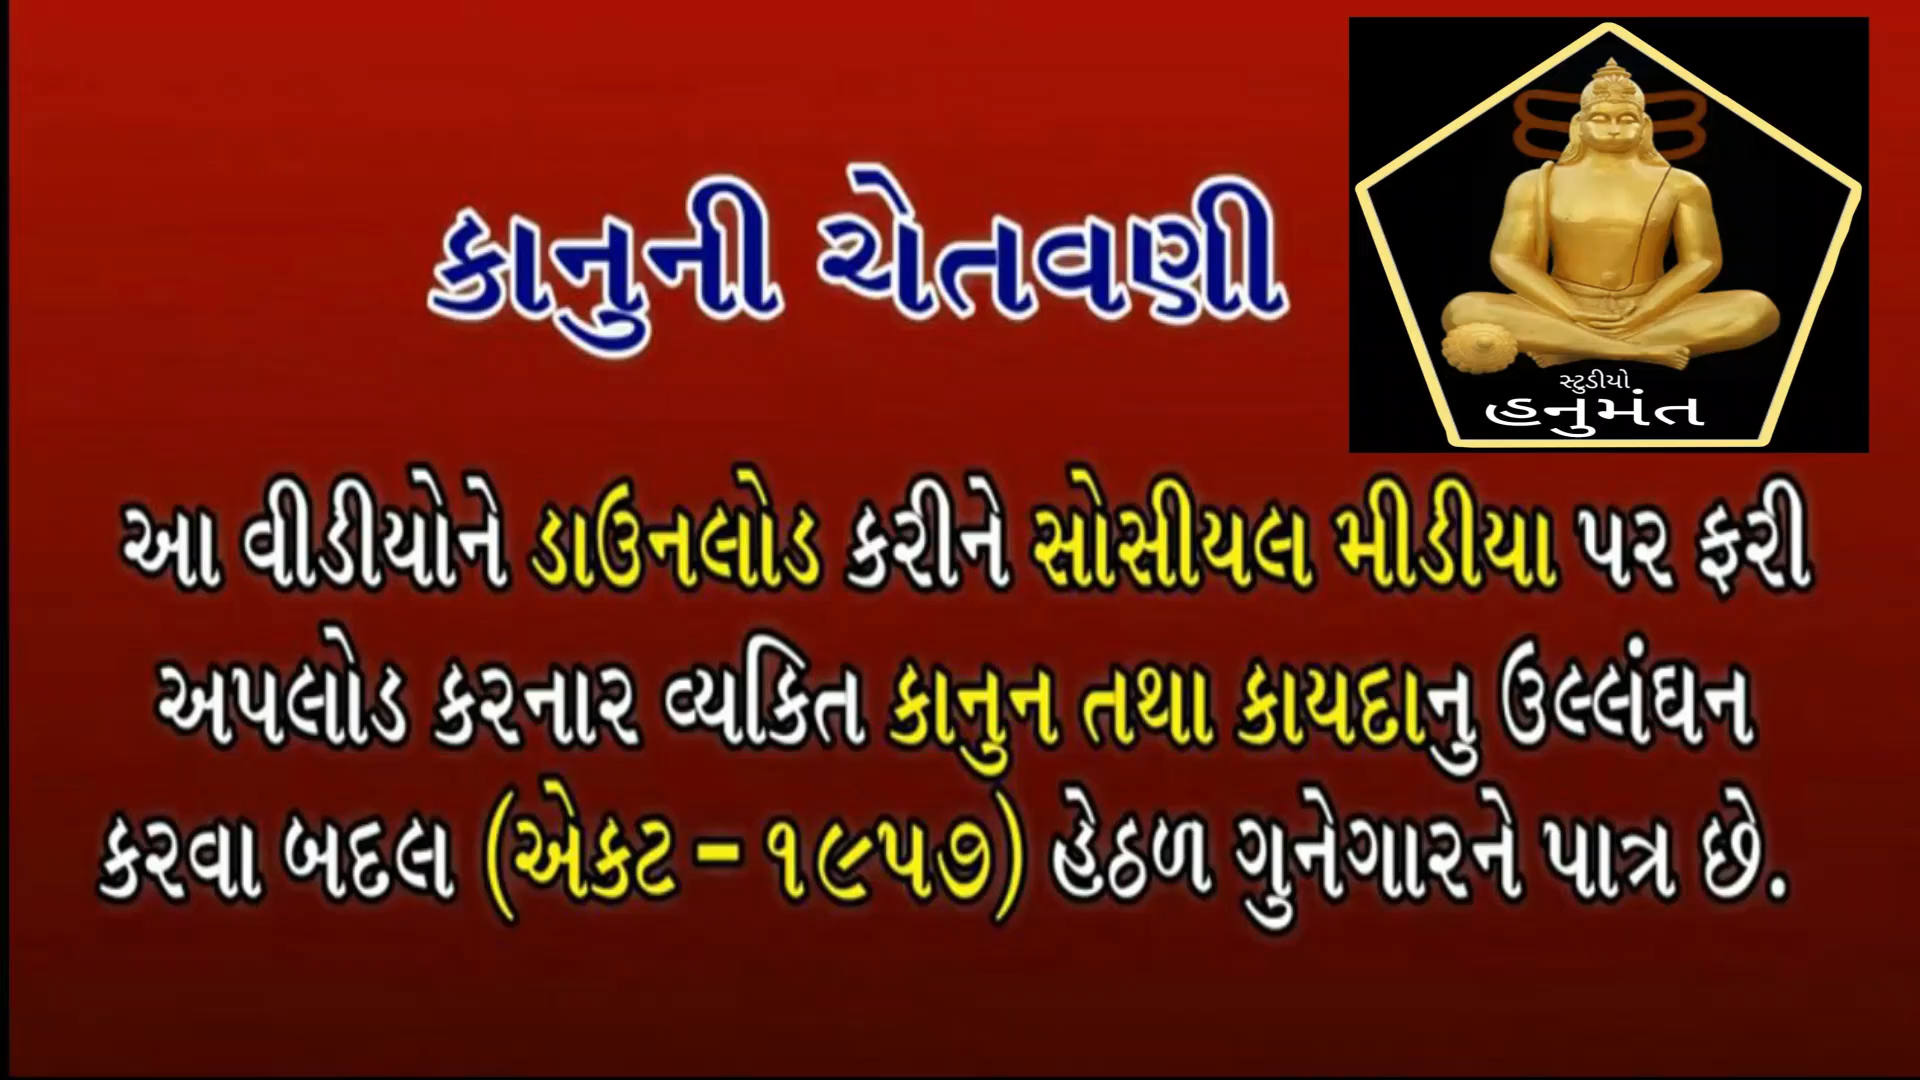 કાનુની ચેતવણી
સ્ટુડીયો
હનુમંત
આ વીડીયોને ડાઉનલોડ કરીને સોસીયલ મીડીયા પર ફરી
અપલોડ કરનાર વ્યકિત કાનુન તથા કાયદાનુ ઉલ્લંઘન
કરવા બદલ (એકટ – ૧૯૫૭) હેઠળ ગુનેગારને પાત્ર છે.